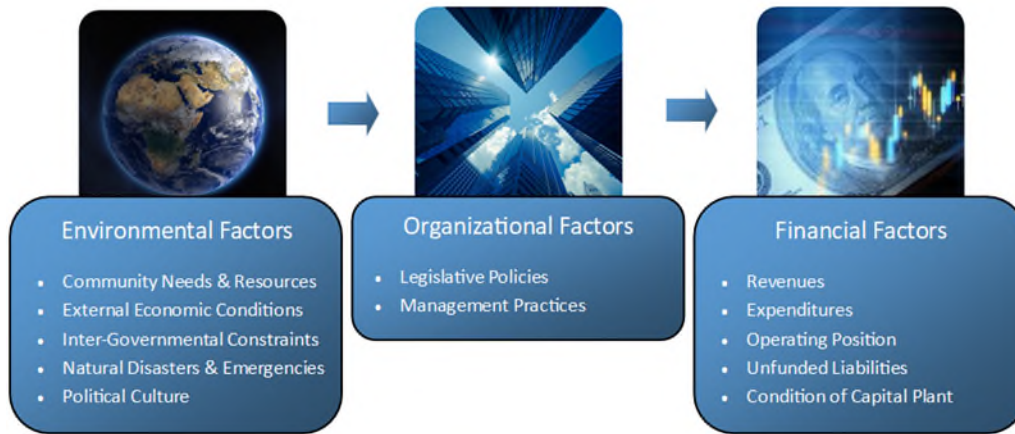 Environmental Factors
• Community Needs & Resources
• External Economic Conditions
• Inter-Governmental Constraints
• Natural Disasters & Emergencies
• Political Culture
Organizational Factors
• Legislative Policies
• Management Practices
Financial Factors
• Revenues
• Expenditures
• Operating Position
• Unfunded Liabilities
• Condition of Capital Plant